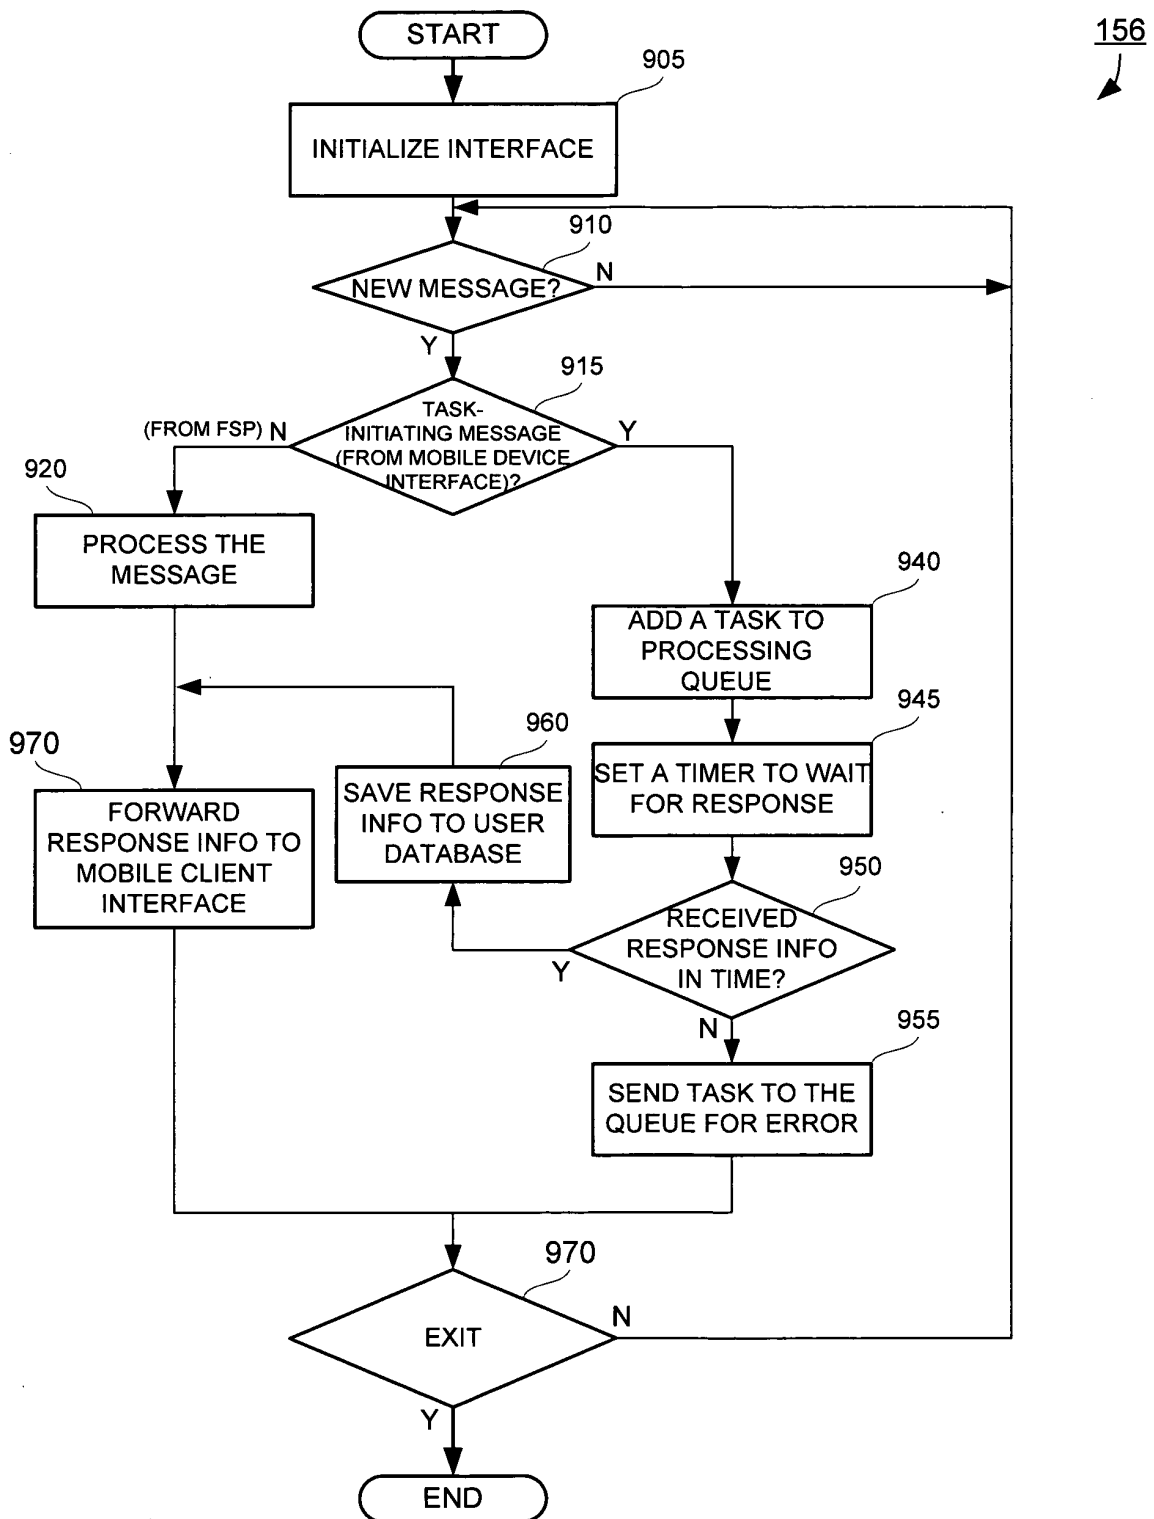 START
156
905
INITIALIZE INTERFACE
910
NEW MESSAGE?
N
Y
915
TASK-
INITIATING MESSAGE
(FROM MOBILE DEVICE
INTERFACE)?
(FROM FSP) N
Y
920
PROCESS THE
MESSAGE
940
ADD A TASK TO
PROCESSING
QUEUE
945
SET A TIMER TO WAIT
FOR RESPONSE
960
SAVE RESPONSE
INFO TO USER
DATABASE
970
FORWARD
RESPONSE INFO TO
MOBILE CLIENT
INTERFACE
950
RECEIVED
RESPONSE INFO
IN TIME?
Y
N
955
SEND TASK TO THE
QUEUE FOR ERROR
970
EXIT
N
Y
END